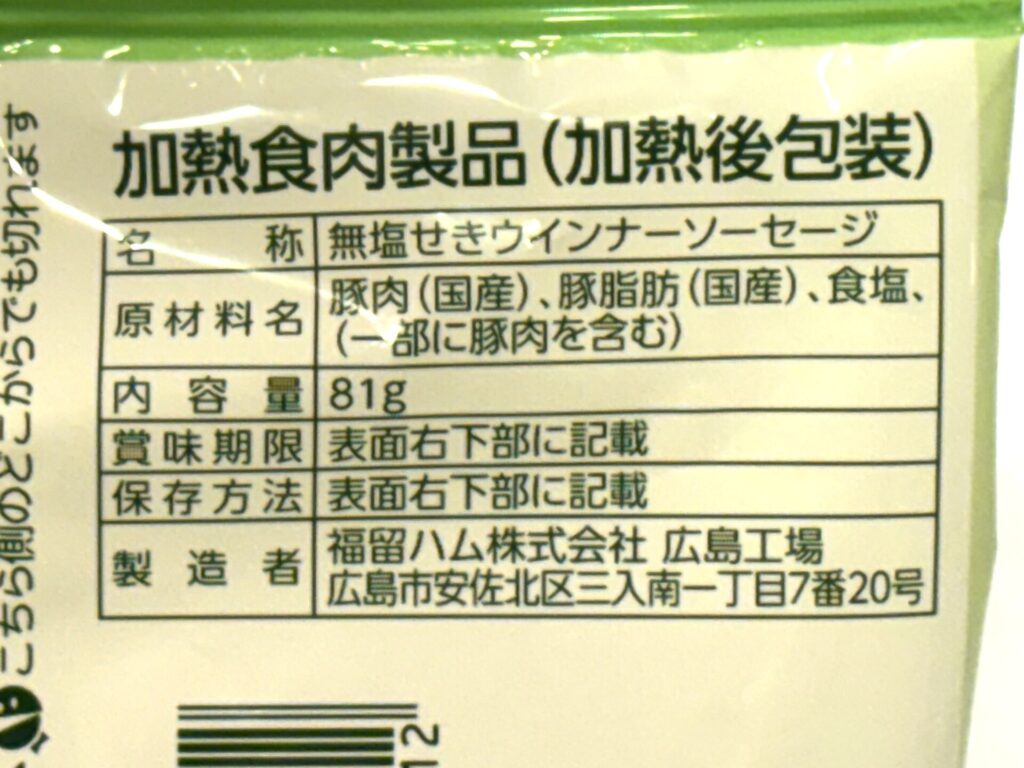 加熱食肉製品(加熱後包装)
名称 無塩せきウインナーソーセージ
原材料名 豚肉(国産)、豚脂肪(国産)、食塩、
(一部に豚肉を含む)
内容量 81g
賞味期限 表面右下部に記載
保存方法 表面右下部に記載
製造者 福留ハム株式会社 広島工場
広島市安佐北区三入南一丁目7番20号
こちら側のどこからでも切れます
12